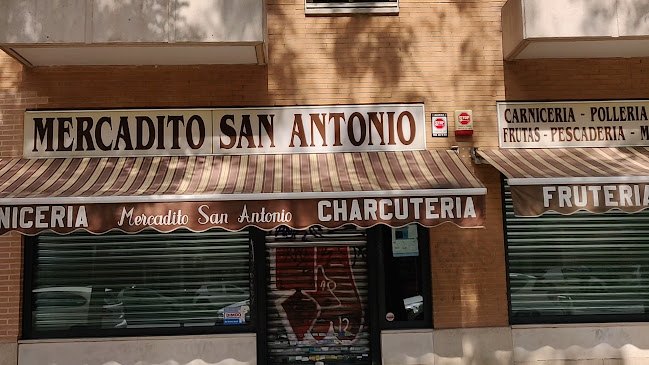 MERCADITO SAN ANTONIO
CARNICERIA - POLLERIA
FRUTAS - PESCADERIA - M
NICERIA Mercadito San Antonio CHARCUTERIA
FRUTERIA